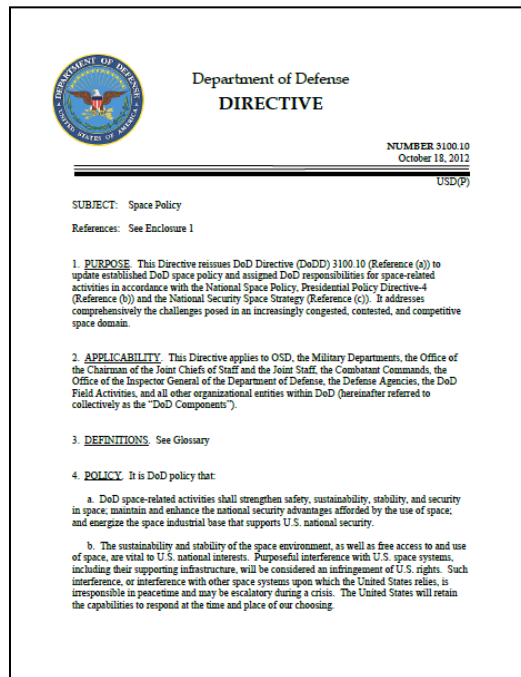 DEPARTMENT OF DEFENSE
UNITED STATES OF AMERICA
Department of Defense
DIRECTIVE
NUMBER 3100.10
October 18, 2012
USD(P)
SUBJECT: Space Policy
References: See Enclosure 1
1. PURPOSE. This Directive reissues DoD Directive (DoDD) 3100.10 (Reference (a)) to
update established DoD space policy and assigned DoD responsibilities for space-related
activities in accordance with the National Space Policy, Presidential Policy Directive-4
(Reference (b)) and the National Security Space Strategy (Reference (c)). It addresses
comprehensively the challenges posed in an increasingly congested, contested, and competitive
space domain.
2. APPLICABILITY. This Directive applies to OSD, the Military Departments, the Office of
the Chairman of the Joint Chiefs of Staff and the Joint Staff, the Combatant Commands, the
Office of the Inspector General of the Department of Defense, the Defense Agencies, the DoD
Field Activities, and all other organizational entities within DoD (hereinafter referred to
collectively as the "DoD Components").
3. DEFINITIONS. See Glossary
4. POLICY. It is DoD policy that:
a. DoD space-related activities shall strengthen safety, sustainability, stability, and security
in space; maintain and enhance the national security advantages afforded by the use of space;
and energize the space industrial base that supports U.S. national security.
b. The sustainability and stability of the space environment, as well as free access to and use
of space, are vital to U.S. national interests. Purposeful interference with U.S. space systems,
including their supporting infrastructure, will be considered an infringement of U.S. rights. Such
interference, or interference with other space systems upon which the United States relies, is
irresponsible in peacetime and may be escalatory during a crisis. The United States will retain
the capabilities to respond at the time and place of our choosing.